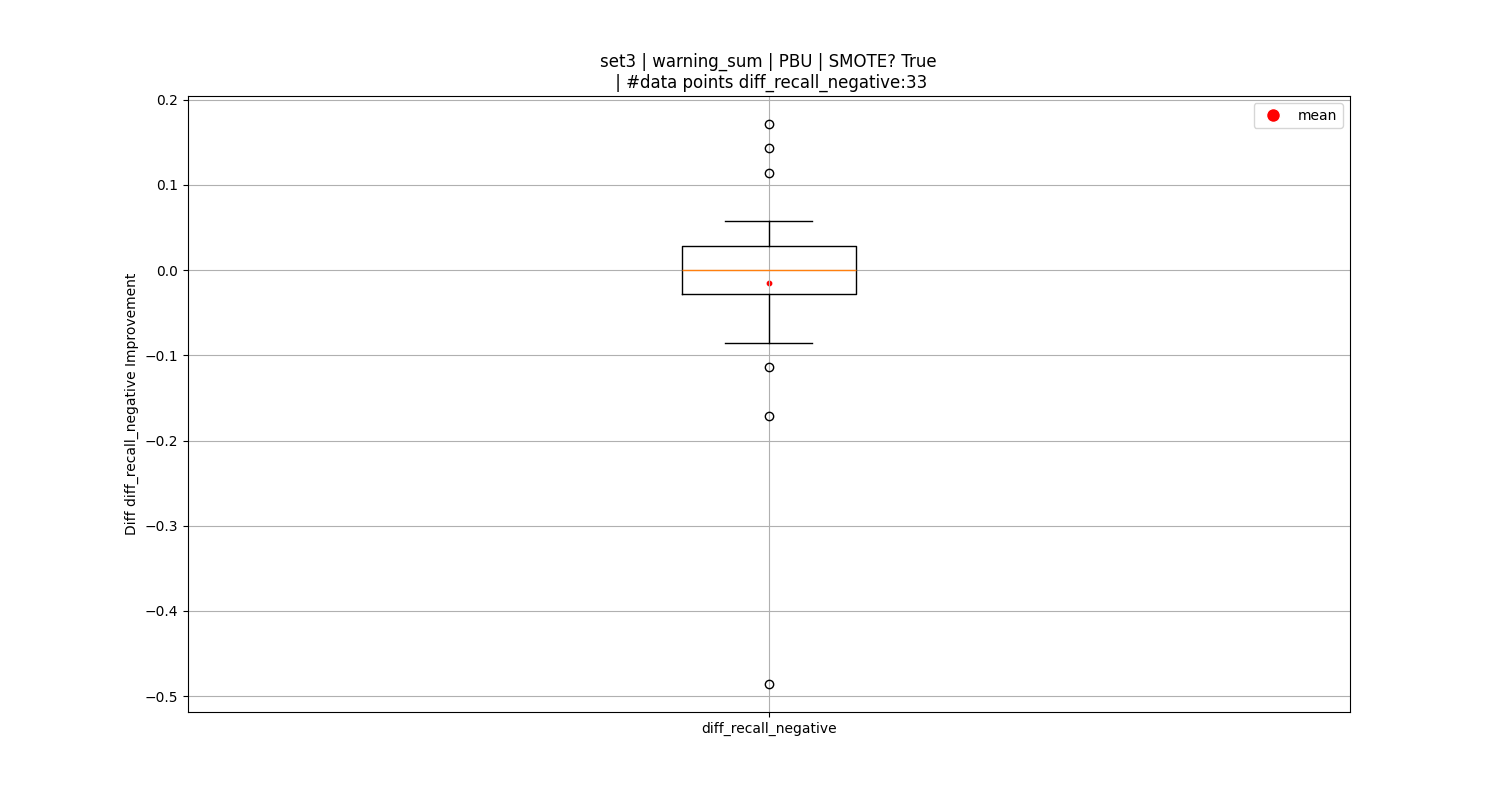 set3 | warning_sum | PBU | SMOTE? True
| #data points diff_recall_negative:33
mean
0.2
0.1
0.0
−0.1
−0.2
−0.3
−0.4
−0.5
Diff diff_recall_negative Improvement
diff_recall_negative